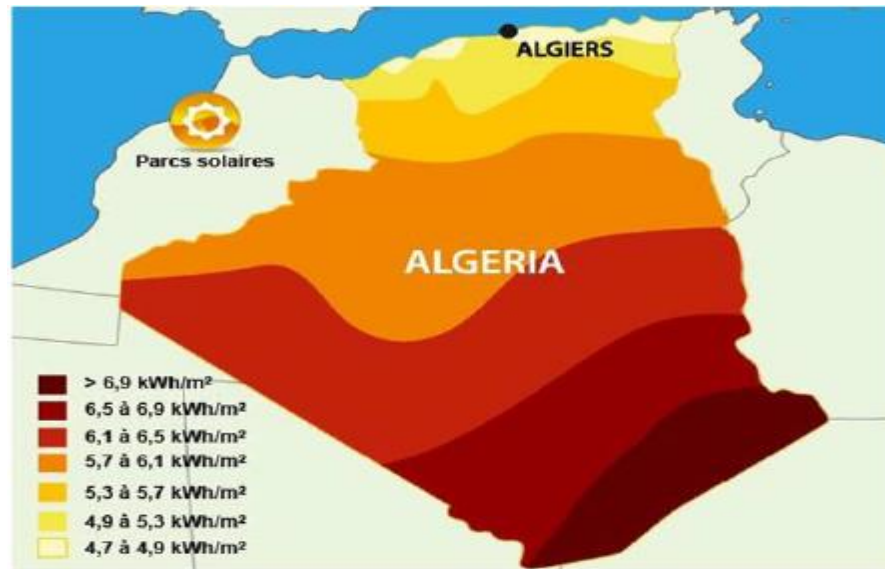 ALGIERS
Parcs solaires
ALGERIA
> 6,9 kWh/m²
6,5 à 6,9 kWh/m²
6,1 à 6,5 kWh/m²
5,7 à 6,1 kWh/m²
5,3 à 5,7 kWh/m²
4,9 à 5,3 kWh/m²
4,7 à 4,9 kWh/m²